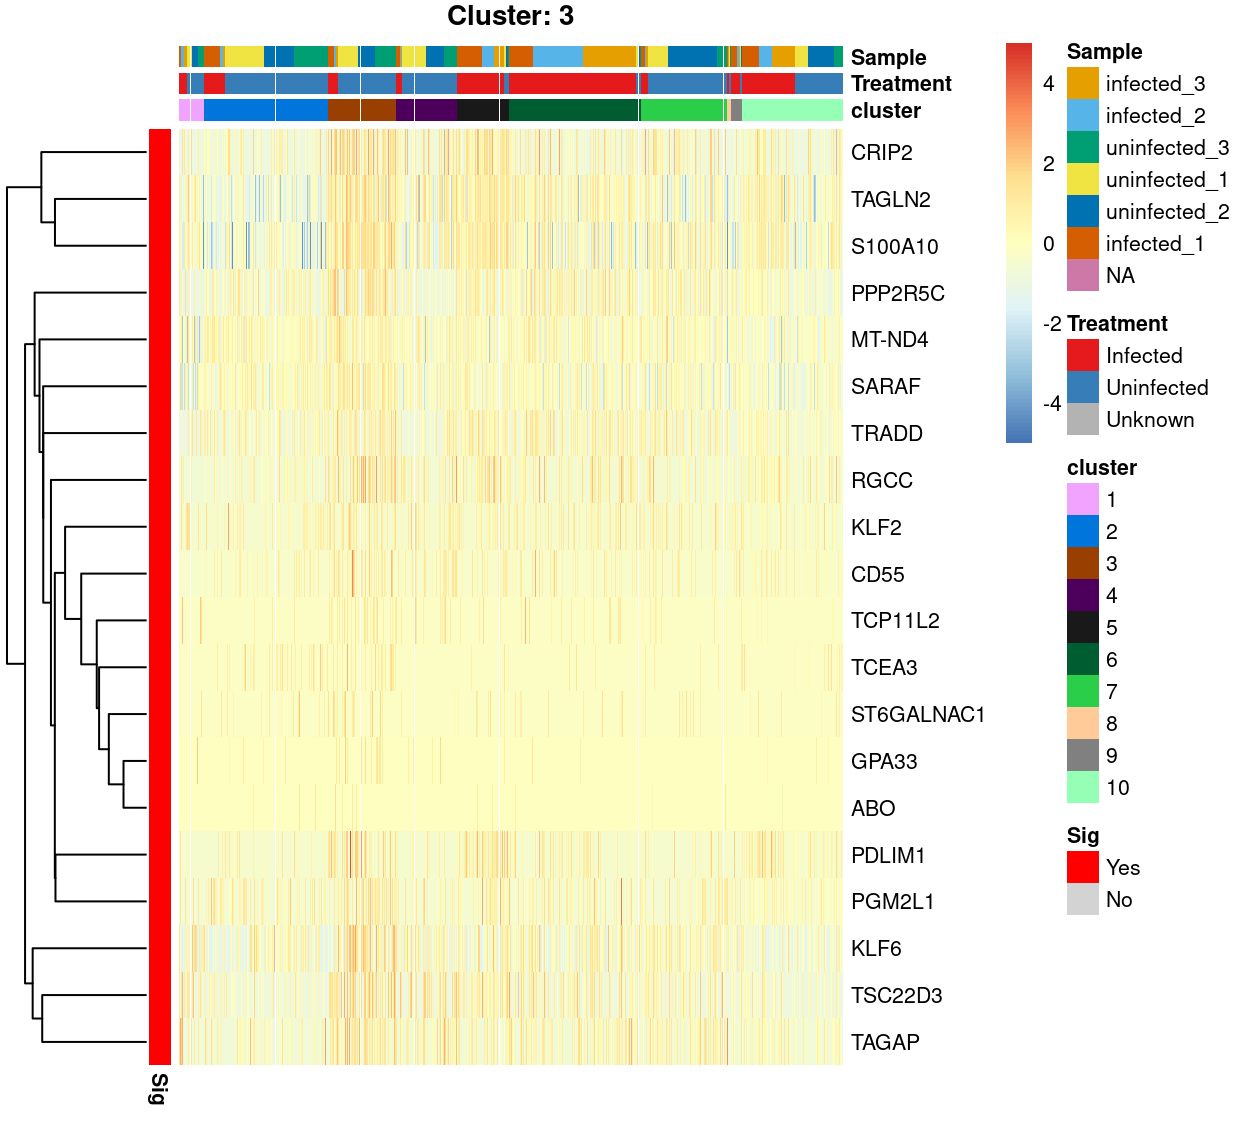 Cluster: 3
Sample
Treatment
cluster
CRIP2
TAGLN2
S100A10
PPP2R5C
MT-ND4
SARAF
TRADD
RGCC
KLF2
CD55
TCP11L2
TCEA3
ST6GALNAC1
GPA33
ABO
PDLIM1
PGM2L1
KLF6
TSC22D3
TAGAP
Sig
4
2
0
-2
-4
Sample
infected_3
infected_2
uninfected_3
uninfected_1
uninfected_2
infected_1
NA
Treatment
Infected
Uninfected
Unknown
cluster
1
2
3
4
5
6
7
8
9
10
Sig
Yes
No